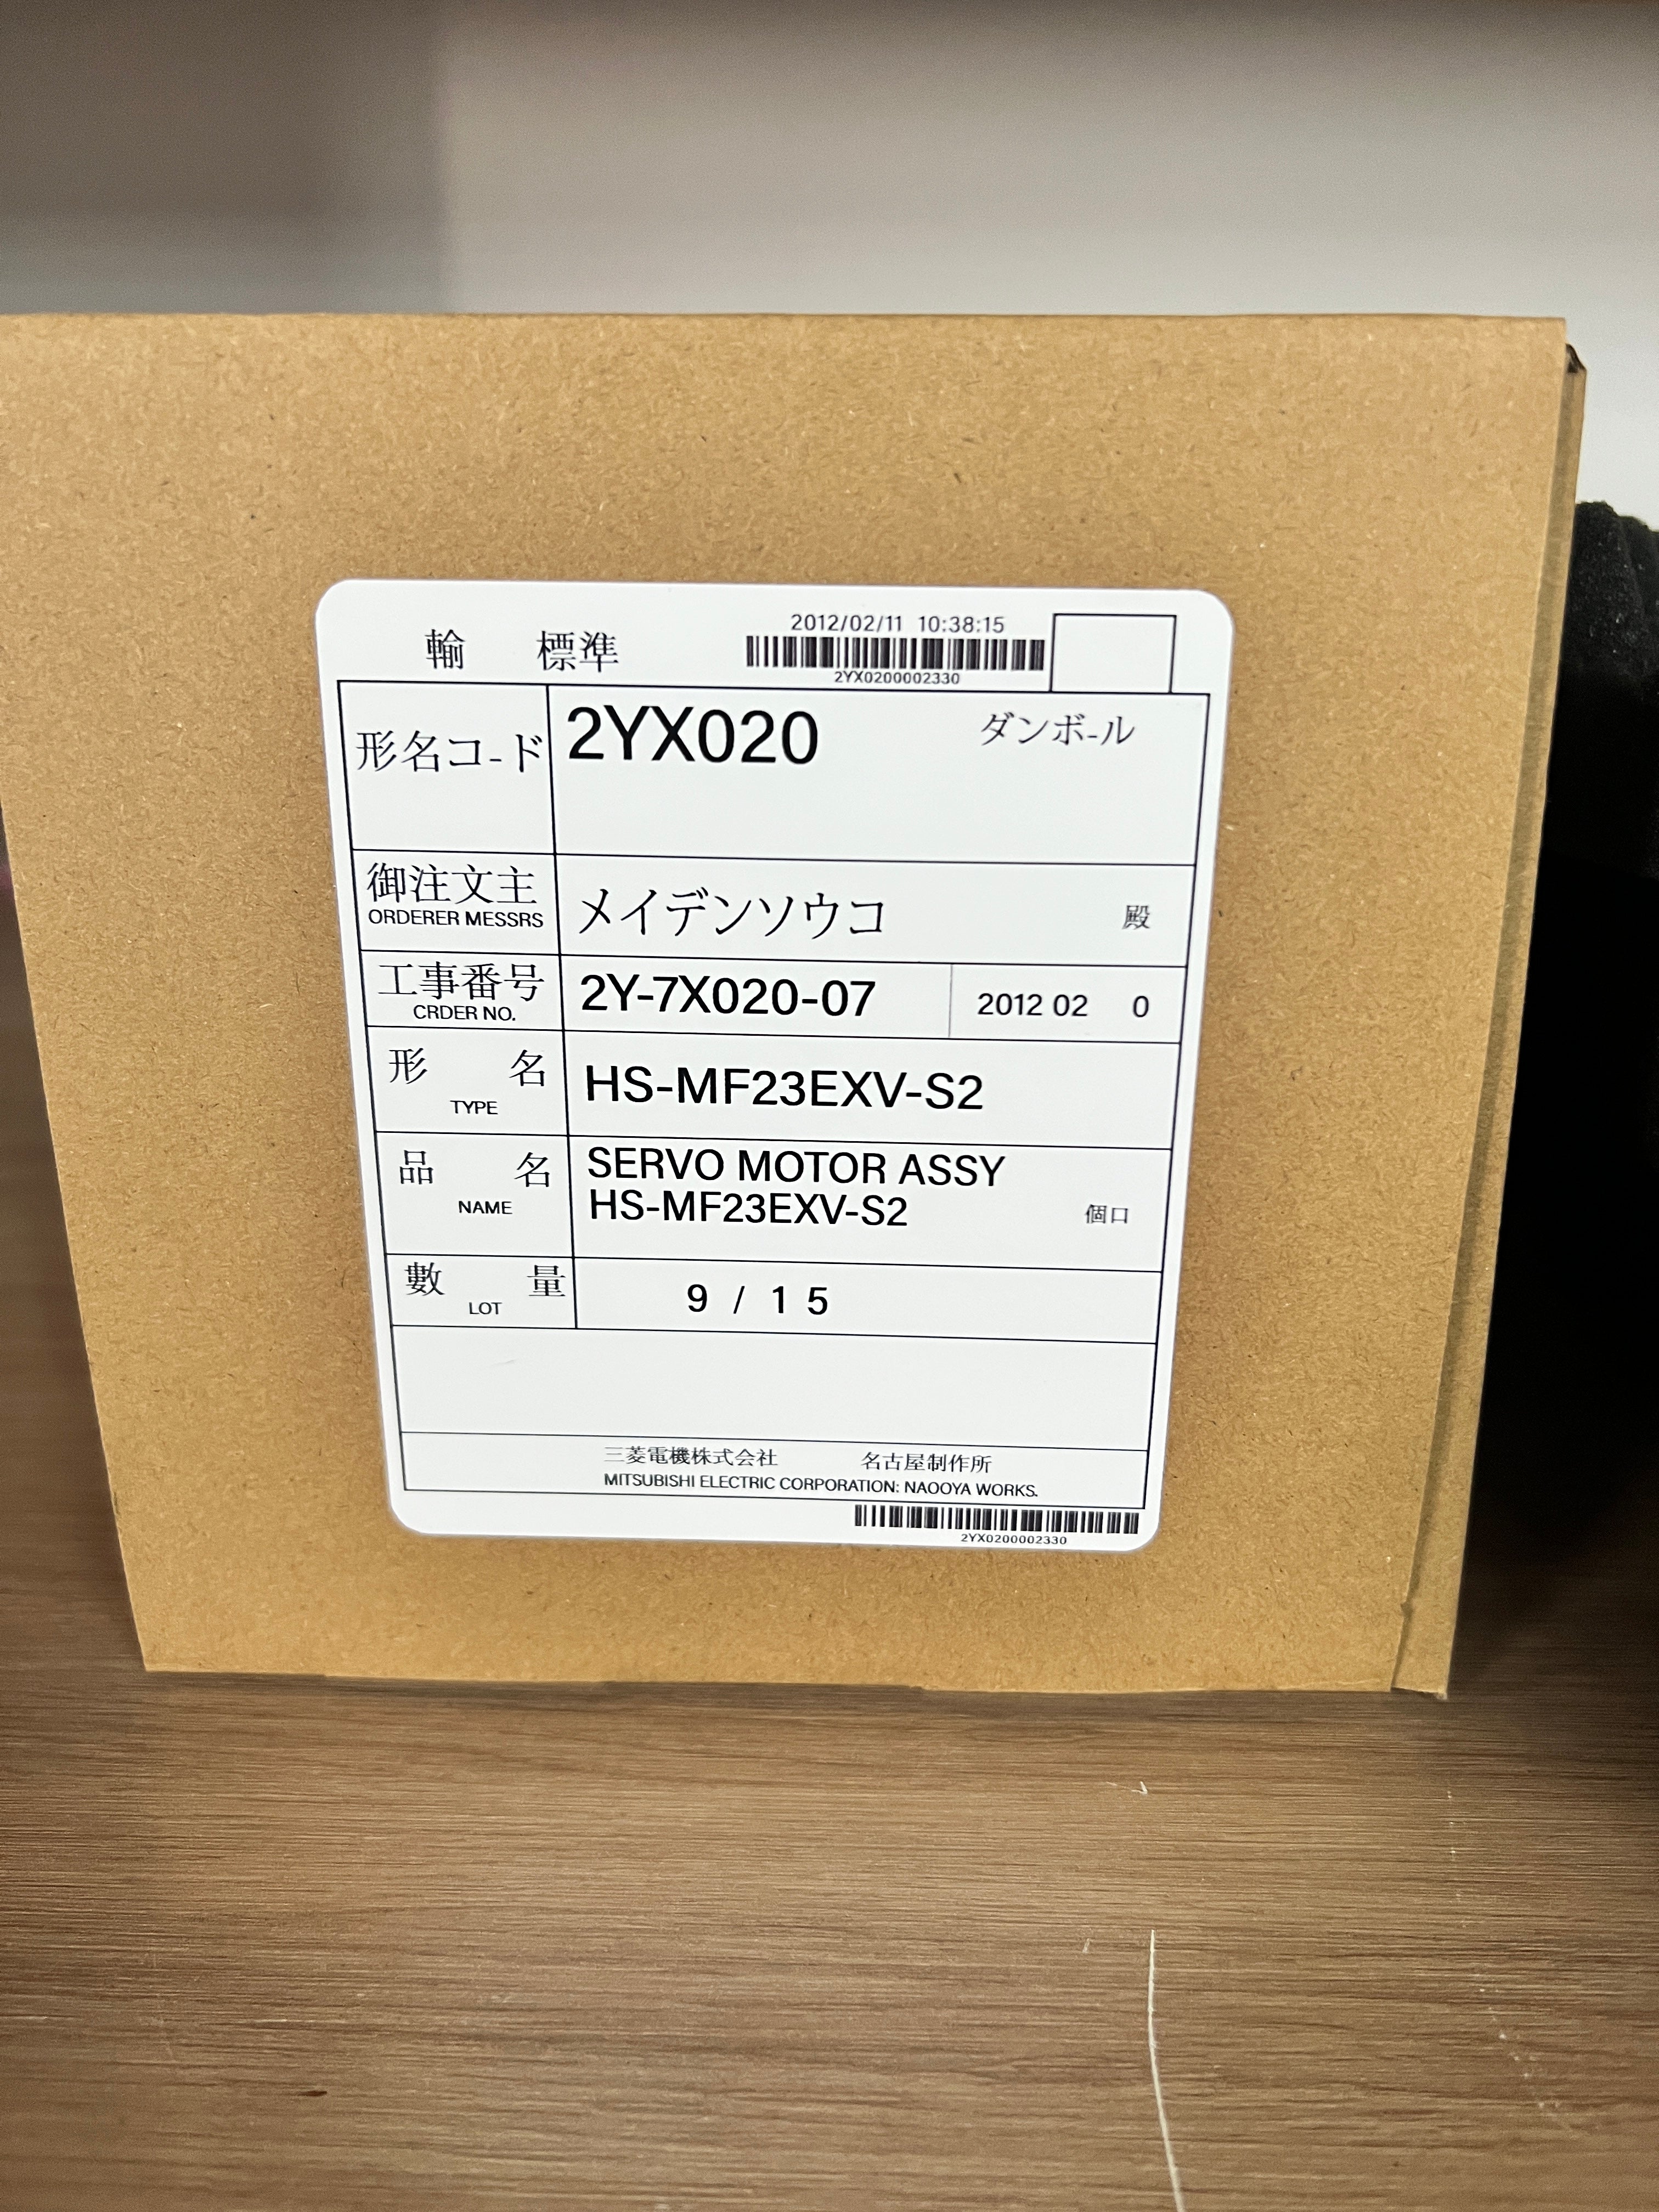 輸 標準
2012/02/11 10:38:15
2YX0200002330
形名コ-ド 2YX020 ダンボ-ル
御注文主 メイデンソウコ 殿
ORDERER MESSRS
工事番号 2Y-7X020-07 2012 02 0
CRDER NO.
形 名 HS-MF23EXV-S2
TYPE
品 名 SERVO MOTOR ASSY
NAME HS-MF23EXV-S2 個口
數 量 9 / 1 5
LOT
三菱電機株式会社 名古屋制作所
MITSUBISHI ELECTRIC CORPORATION: NAOOYA WORKS.
2YX0200002330